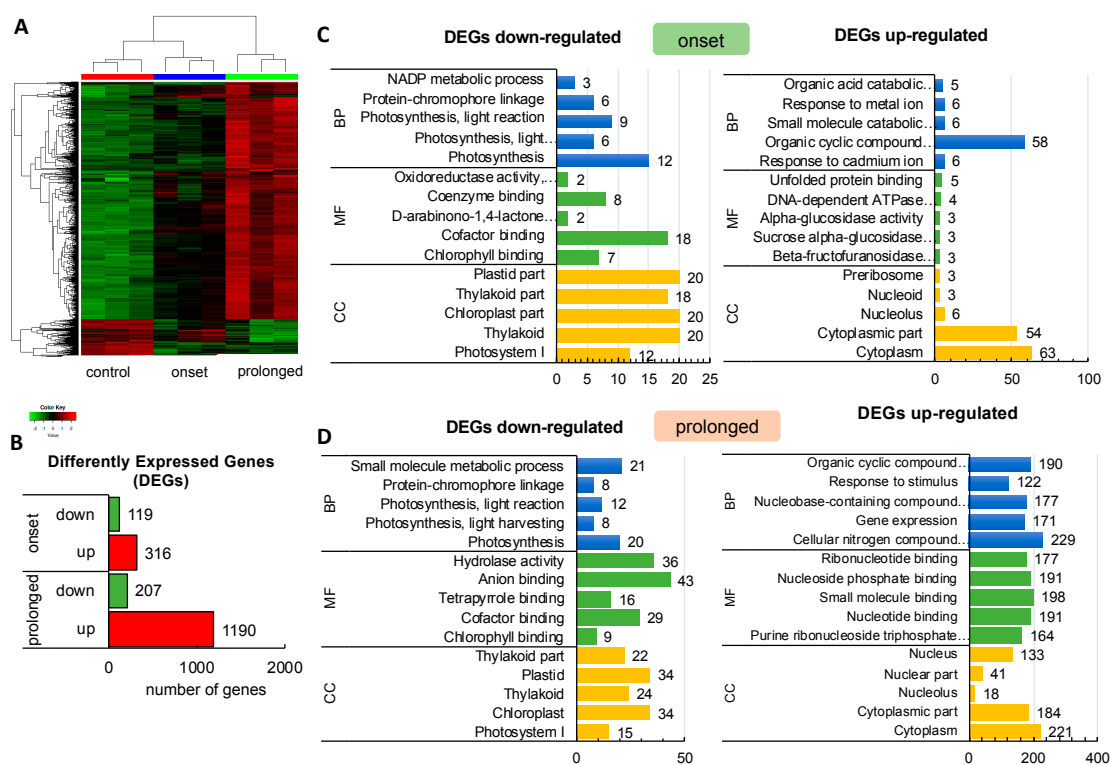 A
control onset prolonged
Color Key
-2 -1 0 1 2
Value
B
Differently Expressed Genes
(DEGs)
onset
down 119
up 316
prolonged
down 207
up 1190
0 1000 2000
number of genes
C
DEGs down-regulated
onset
DEGs up-regulated
BP
NADP metabolic process 3
Protein-chromophore linkage 6
Photosynthesis, light reaction 9
Photosynthesis, light... 6
Photosynthesis 12
MF
Oxidoreductase activity,... 2
Coenzyme binding 8
D-arabinono-1,4-lactone... 2
Cofactor binding 18
Chlorophyll binding 7
CC
Plastid part 20
Thylakoid part 18
Chloroplast part 20
Thylakoid 20
Photosystem I 12
0 5 10 15 20 25
BP
Organic acid catabolic... 5
Response to metal ion 6
Small molecule catabolic... 6
Organic cyclic compound... 58
Response to cadmium ion 6
MF
Unfolded protein binding 5
DNA-dependent ATPase... 4
Alpha-glucosidase activity 3
Sucrose alpha-glucosidase... 3
Beta-fructofuranosidase... 3
CC
Preribosome 3
Nucleoid 3
Nucleolus 6
Cytoplasmic part 54
Cytoplasm 63
0 50 100
D
DEGs down-regulated
prolonged
DEGs up-regulated
BP
Small molecule metabolic process 21
Protein-chromophore linkage 8
Photosynthesis, light reaction 12
Photosynthesis, light harvesting 8
Photosynthesis 20
MF
Hydrolase activity 36
Anion binding 43
Tetrapyrrole binding 16
Cofactor binding 29
Chlorophyll binding 9
CC
Thylakoid part 22
Plastid 34
Thylakoid 24
Chloroplast 34
Photosystem I 15
0 50
BP
Organic cyclic compound... 190
Response to stimulus 122
Nucleobase-containing compound... 177
Gene expression 171
Cellular nitrogen compound... 229
MF
Ribonucleotide binding 177
Nucleoside phosphate binding 191
Small molecule binding 198
Nucleotide binding 191
Purine ribonucleoside triphosphate... 164
CC
Nucleus 133
Nuclear part 41
Nucleolus 18
Cytoplasmic part 184
Cytoplasm 221
0 200 400